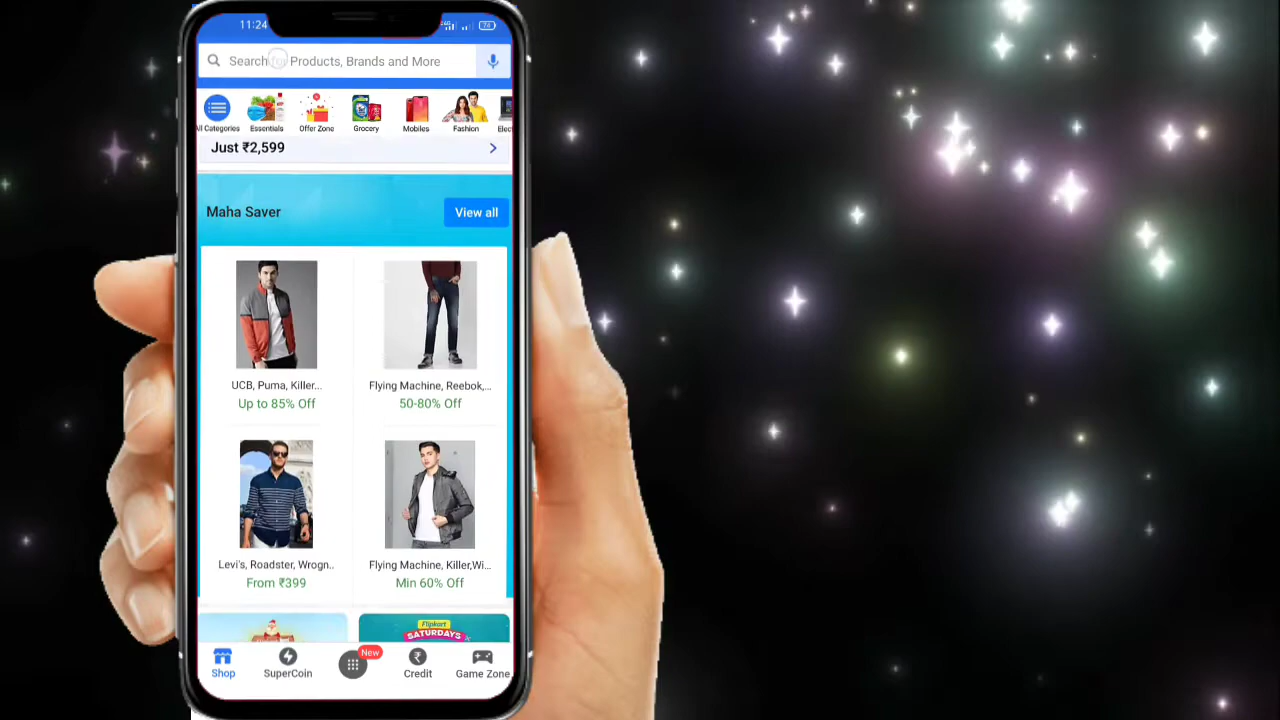 11:24
74
Search for Products, Brands and More
All Categories
Essentials
Offer Zone
Grocery
Mobiles
Fashion
Elec
Just ₹2,599
Maha Saver
View all
UCB, Puma, Killer...
Up to 85% Off
Flying Machine, Reebok,...
50-80% Off
Levi's, Roadster, Wrogn..
From ₹399
Flying Machine, Killer,Wi...
Min 60% Off
Flipkart
SATURDAYS
New
Shop
SuperCoin
Credit
Game Zone